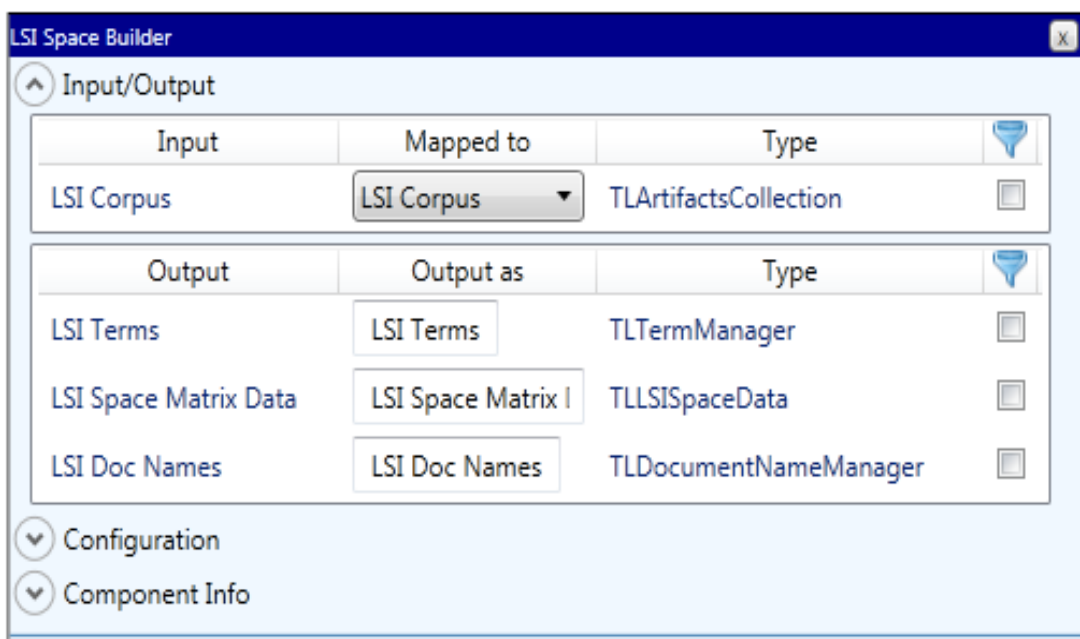 LSI Space Builder X
Input/Output
Input Mapped to Type
LSI Corpus LSI Corpus TLArtifactsCollection
Output Output as Type
LSI Terms LSI Terms TLTermManager
LSI Space Matrix Data LSI Space Matrix TLLSISpaceData
LSI Doc Names LSI Doc Names TLDocumentNameManager
Configuration
Component Info